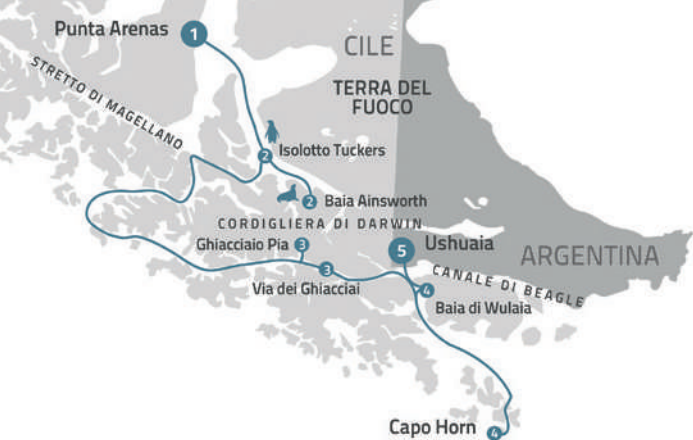 Punta Arenas
1
CILE
STRETTO DI MAGELLANO
TERRA DEL
FUOCO
2
Isolotto Tuckers
2
Baia Ainsworth
CORDIGLIERA DI DARWIN
Ghiacciaio Pia
3
5
Ushuaia
ARGENTINA
3
Via dei Ghiacciai
CANALE DI BEAGLE
4
Baia di Wulaia
Capo Horn
4